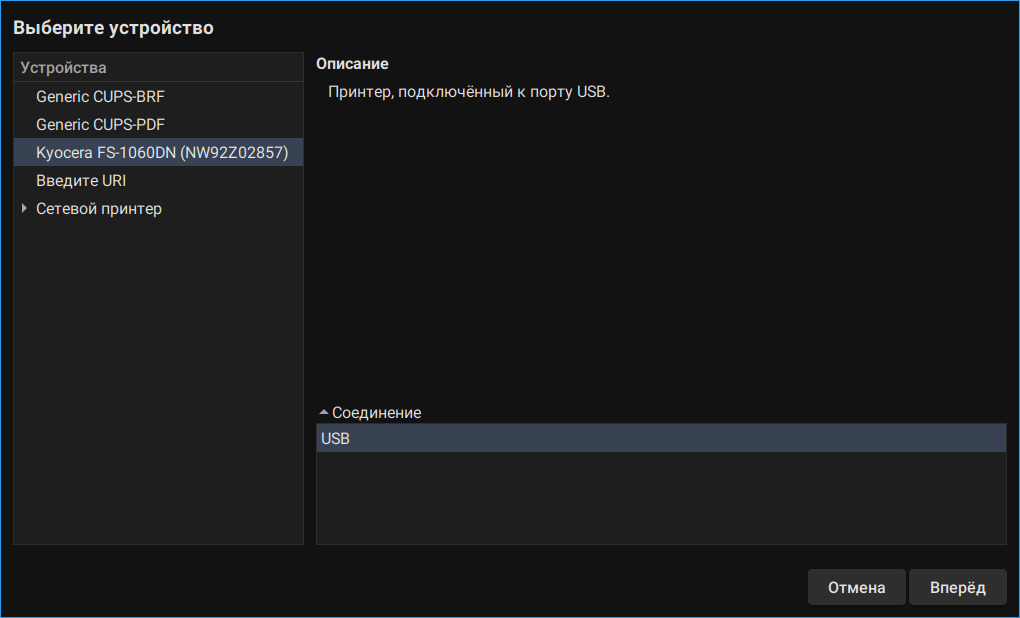 Выберите устройство
Устройства
Generic CUPS-BRF
Generic CUPS-PDF
Kyocera FS-1060DN (NW92Z02857)
Введите URI
Сетевой принтер
Описание
Принтер, подключённый к порту USB.
Соединение
USB
Отмена
Вперёд